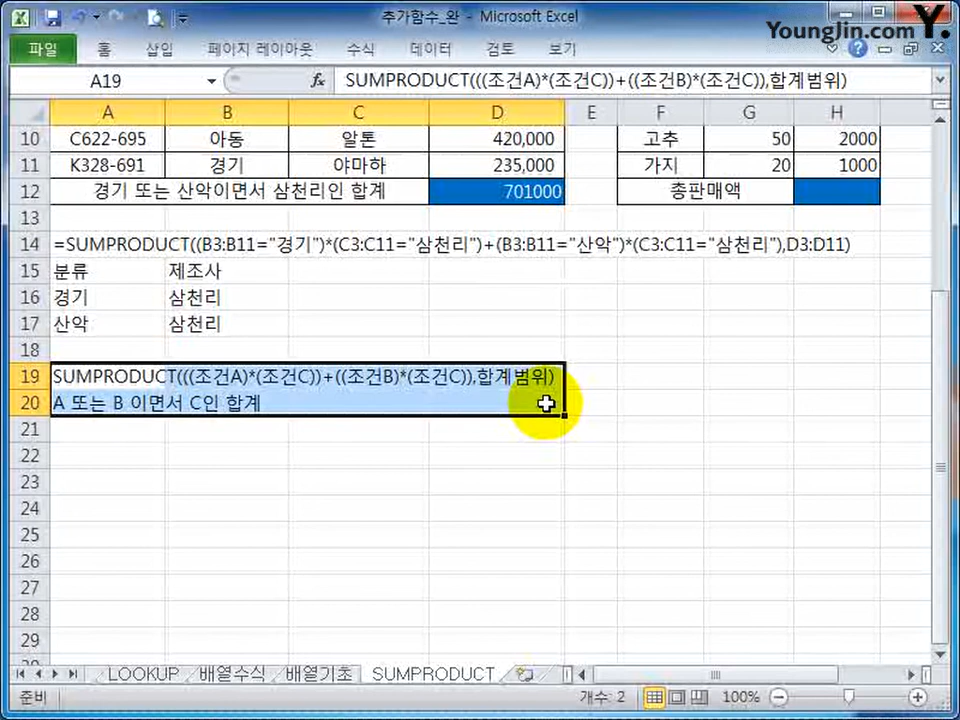 추가함수_완 - Microsoft Excel
YoungJin.com Y.
파일 홈 삽입 페이지 레이아웃 수식 데이터 검토 보기
A19 fx SUMPRODUCT(((조건A)*(조건C))+((조건B)*(조건C)),합계범위)
A B C D E F G H
10 C622-695 아동 알톤 420,000 고추 50 2000
11 K328-691 경기 야마하 235,000 가지 20 1000
12 경기 또는 산악이면서 삼천리인 합계 701000 총판매액
13
14 =SUMPRODUCT((B3:B11="경기")*(C3:C11="삼천리")+(B3:B11="산악")*(C3:C11="삼천리"),D3:D11)
15 분류 제조사
16 경기 삼천리
17 산악 삼천리
18
19 SUMPRODUCT(((조건A)*(조건C))+((조건B)*(조건C)),합계범위)
20 A 또는 B 이면서 C인 합계
21
22
23
24
25
26
27
28
29
LOOKUP 배열수식 배열기초 SUMPRODUCT
준비 개수: 2 100%